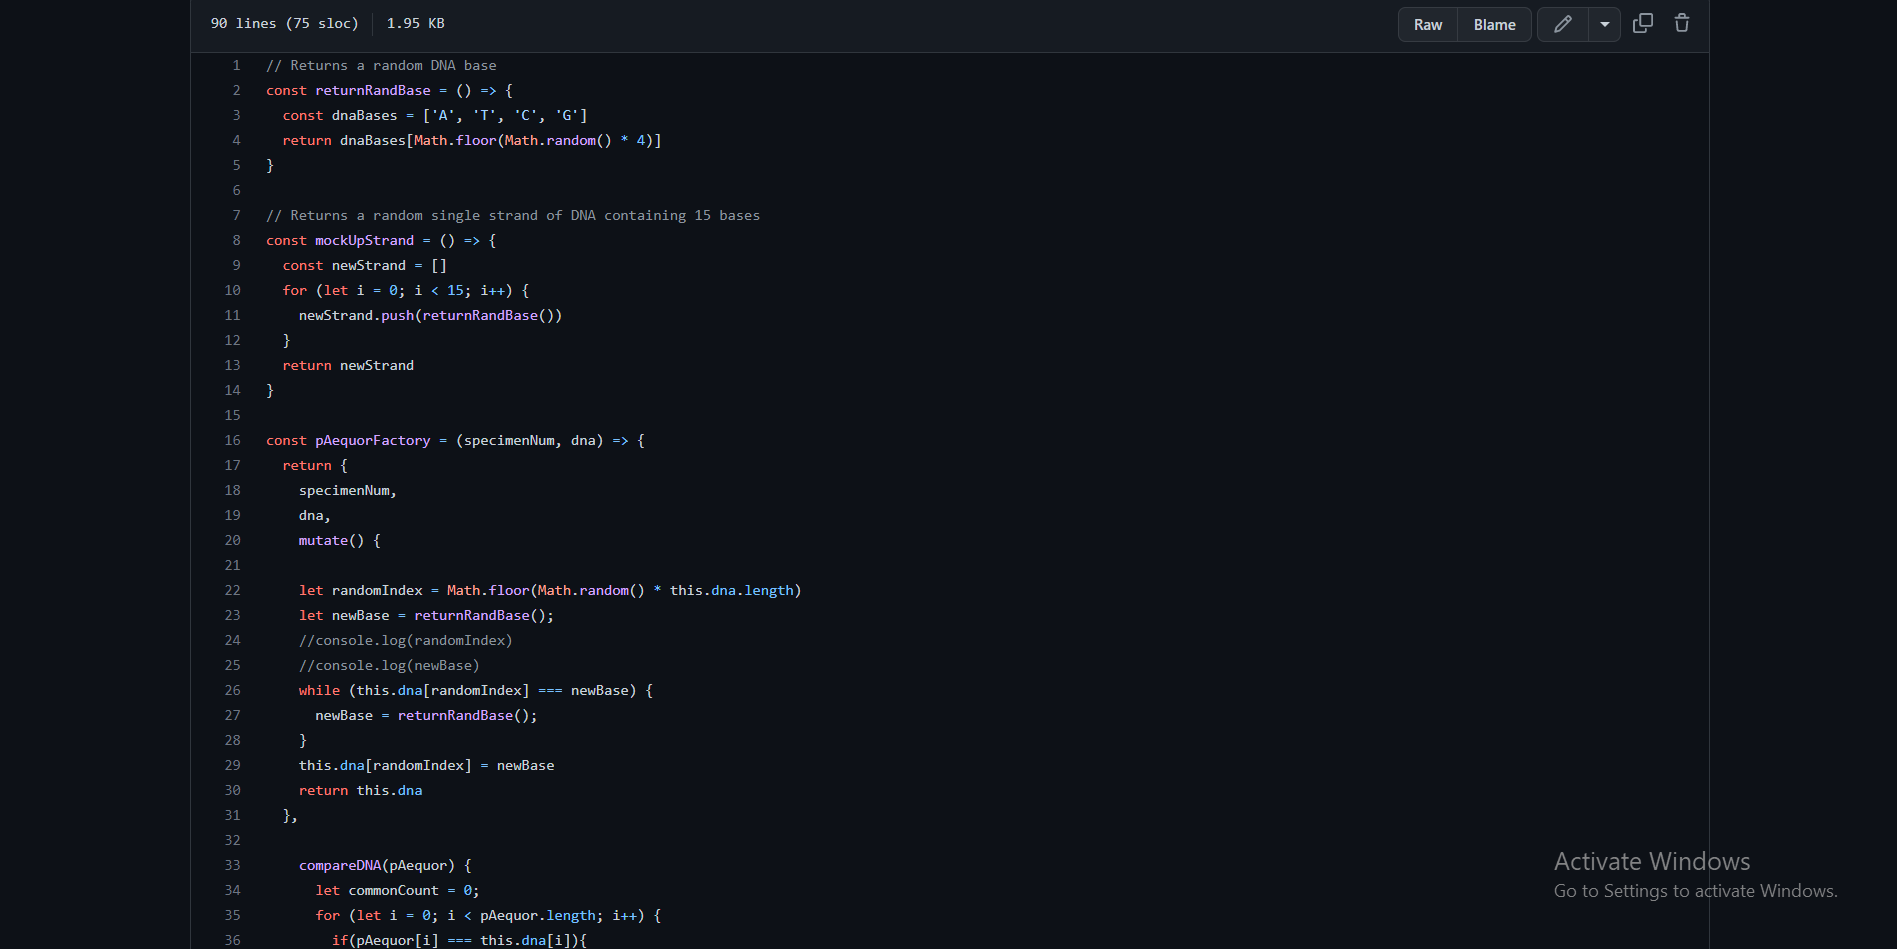 90 lines (75 sloc) 1.95 KB Raw Blame
1 // Returns a random DNA base
2 const returnRandBase = () => {
3   const dnaBases = ['A', 'T', 'C', 'G']
4   return dnaBases[Math.floor(Math.random() * 4)]
5 }
6
7 // Returns a random single strand of DNA containing 15 bases
8 const mockUpStrand = () => {
9   const newStrand = []
10   for (let i = 0; i < 15; i++) {
11     newStrand.push(returnRandBase())
12   }
13   return newStrand
14 }
15
16 const pAequorFactory = (specimenNum, dna) => {
17   return {
18     specimenNum,
19     dna,
20     mutate() {
21
22     let randomIndex = Math.floor(Math.random() * this.dna.length)
23     let newBase = returnRandBase();
24     //console.log(randomIndex)
25     //console.log(newBase)
26     while (this.dna[randomIndex] === newBase) {
27       newBase = returnRandBase();
28     }
29     this.dna[randomIndex] = newBase
30     return this.dna
31   },
32
33     compareDNA(pAequor) {
34       let commonCount = 0;
35       for (let i = 0; i < pAequor.length; i++) {
36         if(pAequor[i] === this.dna[i]){
Activate Windows
Go to Settings to activate Windows.